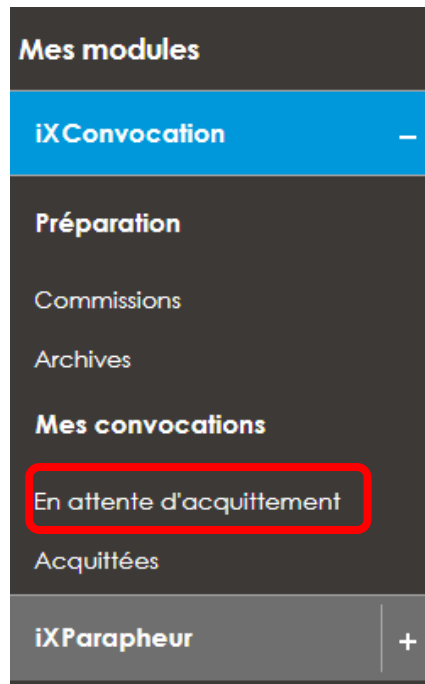 Mes modules
iXConvocation –
Préparation
Commissions
Archives
Mes convocations
En attente d'acquittement
Acquittées
iXParapheur +